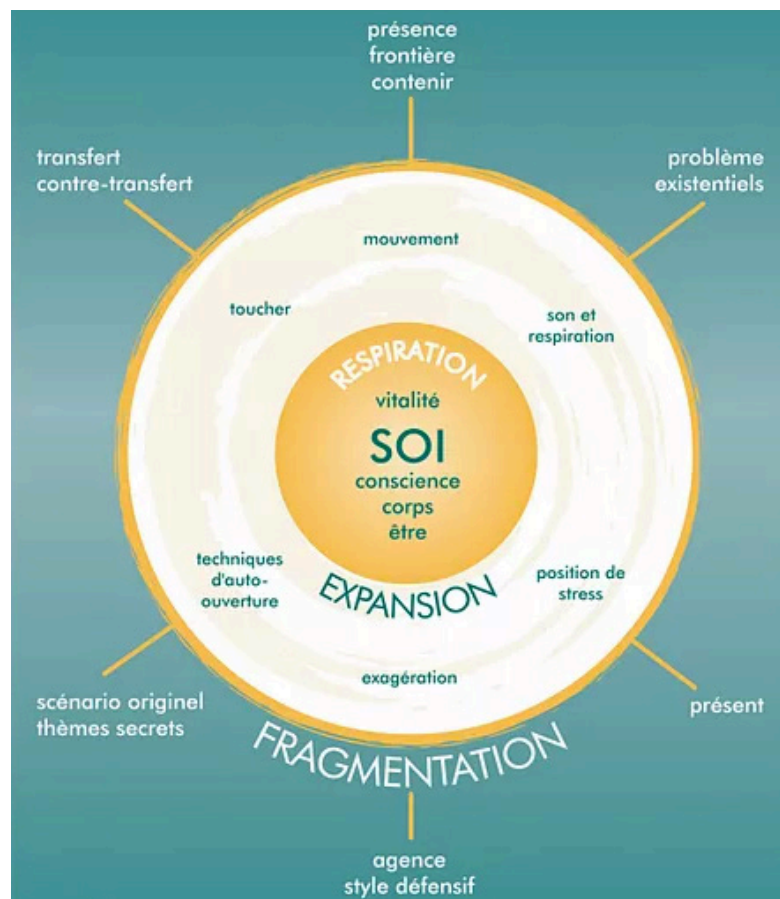 présence
frontière
contenir
transfert
contre-transfert
problème
existentiels
mouvement
toucher
son et
respiration
RESPIRATION
vitalité
SOI
conscience
corps
être
EXPANSION
techniques
d'auto-
ouverture
position de
stress
exagération
scénario originel
thèmes secrets
présent
FRAGMENTATION
agence
style défensif